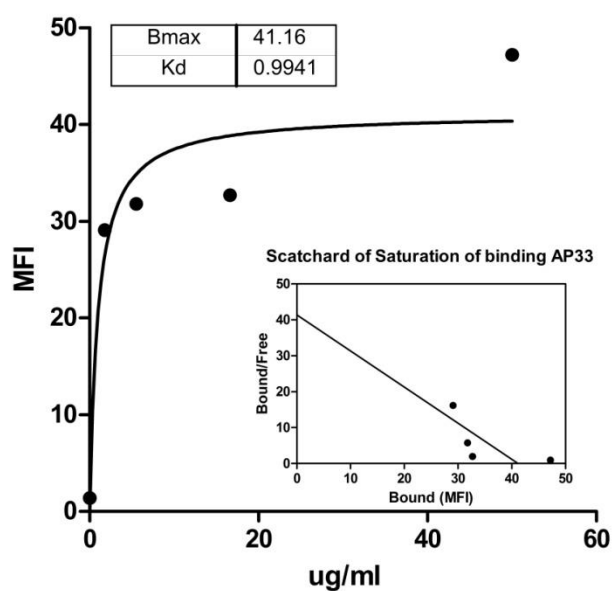 Bmax 41.16
Kd 0.9941
50
40
30
20
10
0
MFI
0 20 40 60
ug/ml
Scatchard of Saturation of binding AP33
50
40
30
20
10
0
Bound/Free
0 10 20 30 40 50
Bound (MFI)